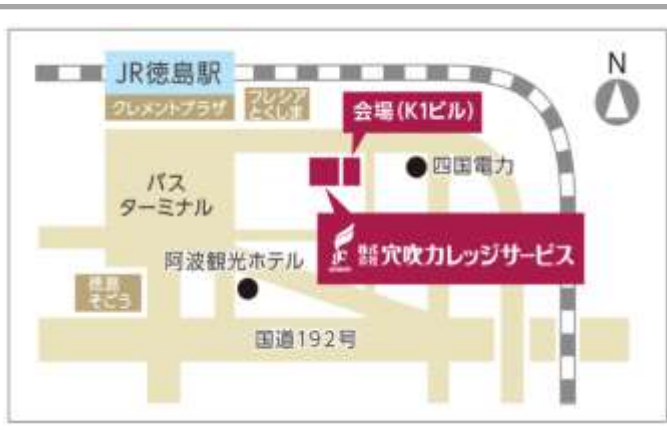 JR徳島駅
N
クレメントプラザ
フレシア
とくしま
会場(K1ビル)
四国電力
バス
ターミナル
株式
会社 穴吹カレッジサービス
阿波観光ホテル
徳島
そごう
国道192号